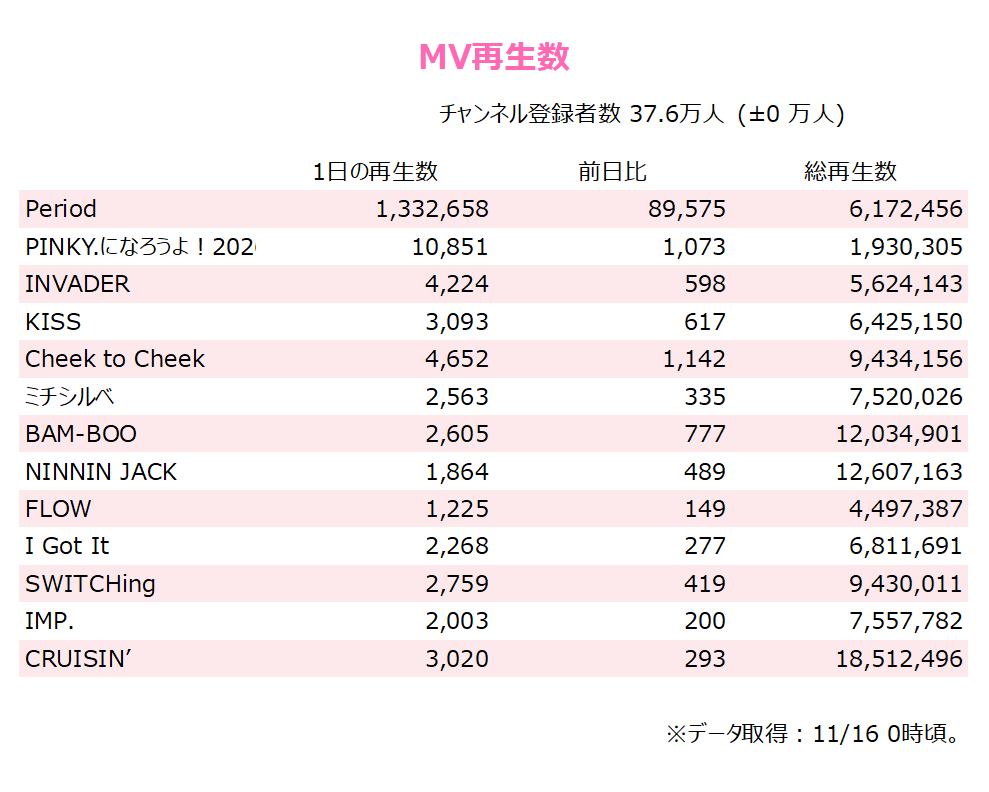 MV再生数
チャンネル登録者数 37.6万人 (±0 万人)
1日の再生数 前日比 総再生数
Period 1,332,658 89,575 6,172,456
PINKY.になろうよ！202 10,851 1,073 1,930,305
INVADER 4,224 598 5,624,143
KISS 3,093 617 6,425,150
Cheek to Cheek 4,652 1,142 9,434,156
ミチシルベ 2,563 335 7,520,026
BAM-BOO 2,605 777 12,034,901
NINNIN JACK 1,864 489 12,607,163
FLOW 1,225 149 4,497,387
I Got It 2,268 277 6,811,691
SWITCHing 2,759 419 9,430,011
IMP. 2,003 200 7,557,782
CRUISIN’ 3,020 293 18,512,496
※データ取得：11/16 0時頃。